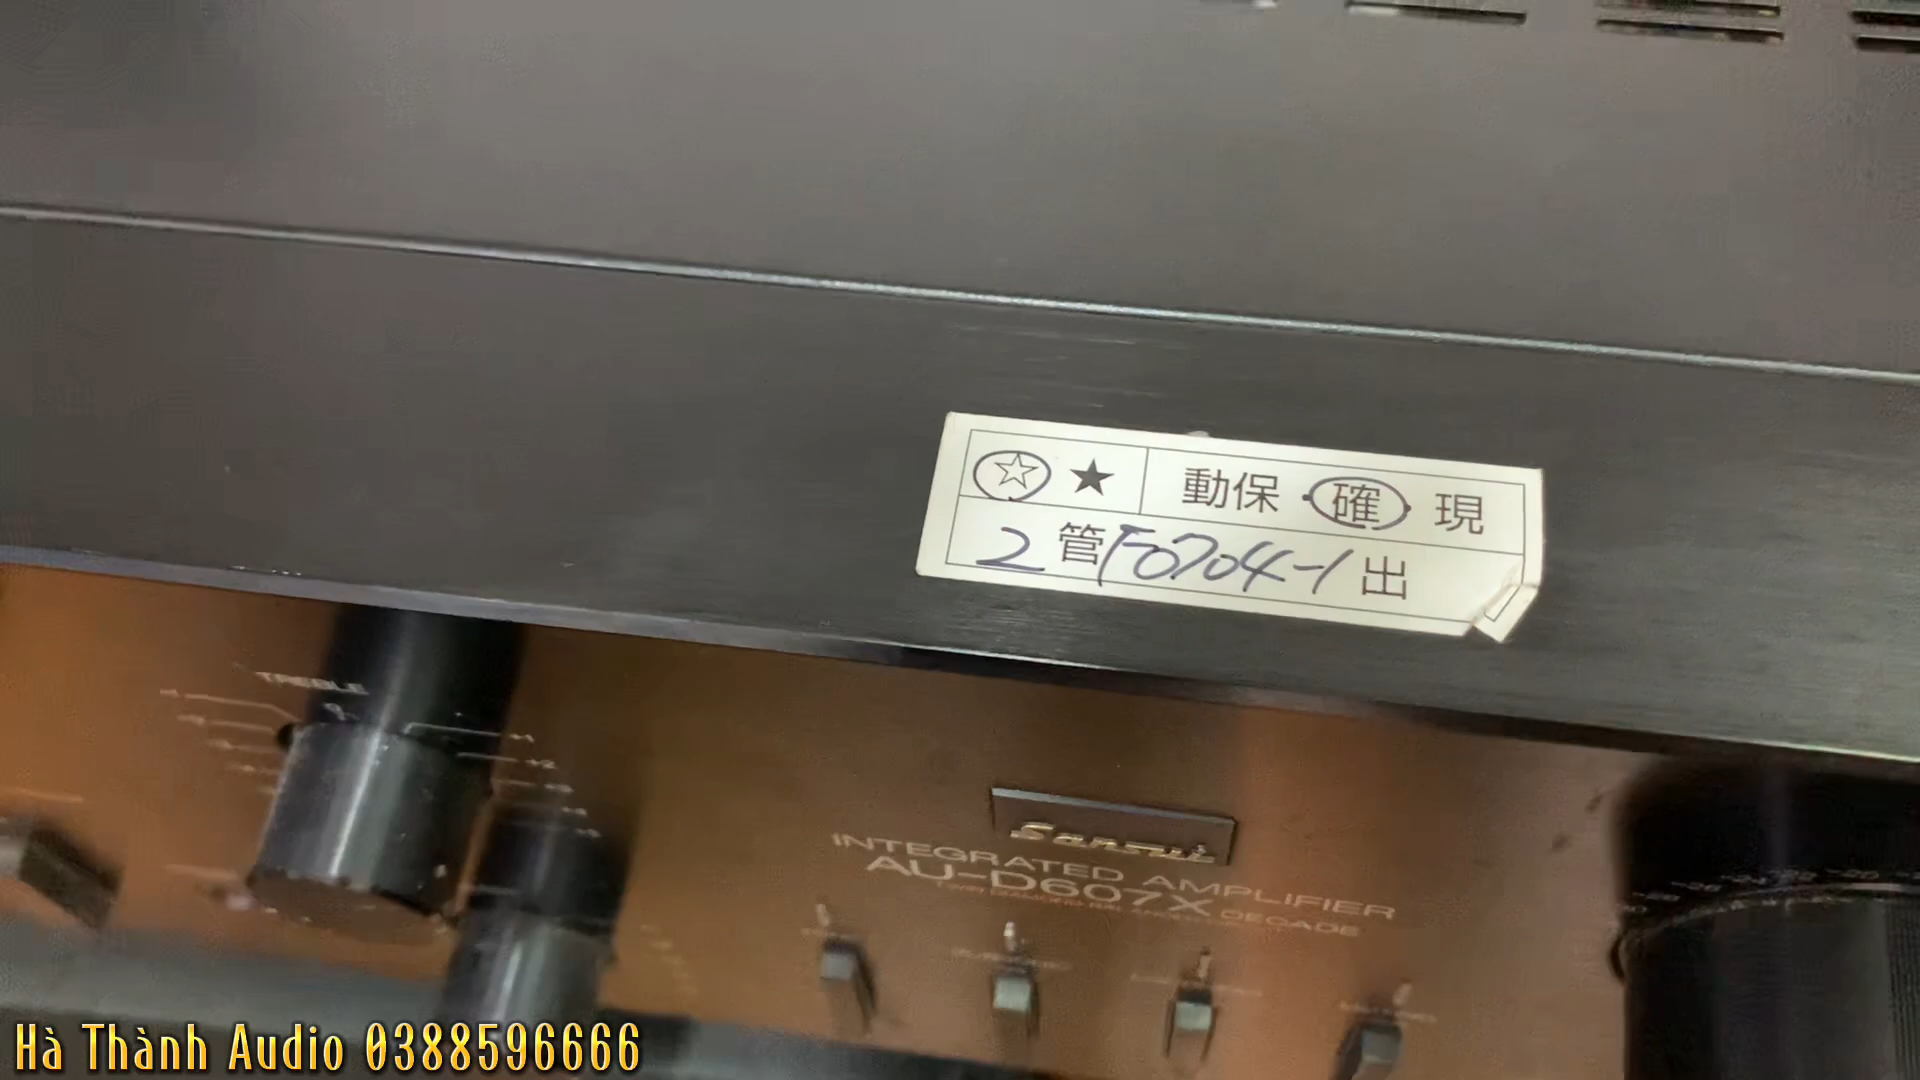 ☆ ★ 動保 確 現
2 管 F0704-1 出
TREBLE
Sansui
INTEGRATED AMPLIFIER
AU-D607X DECADE
Hà Thành Audio 0388596666